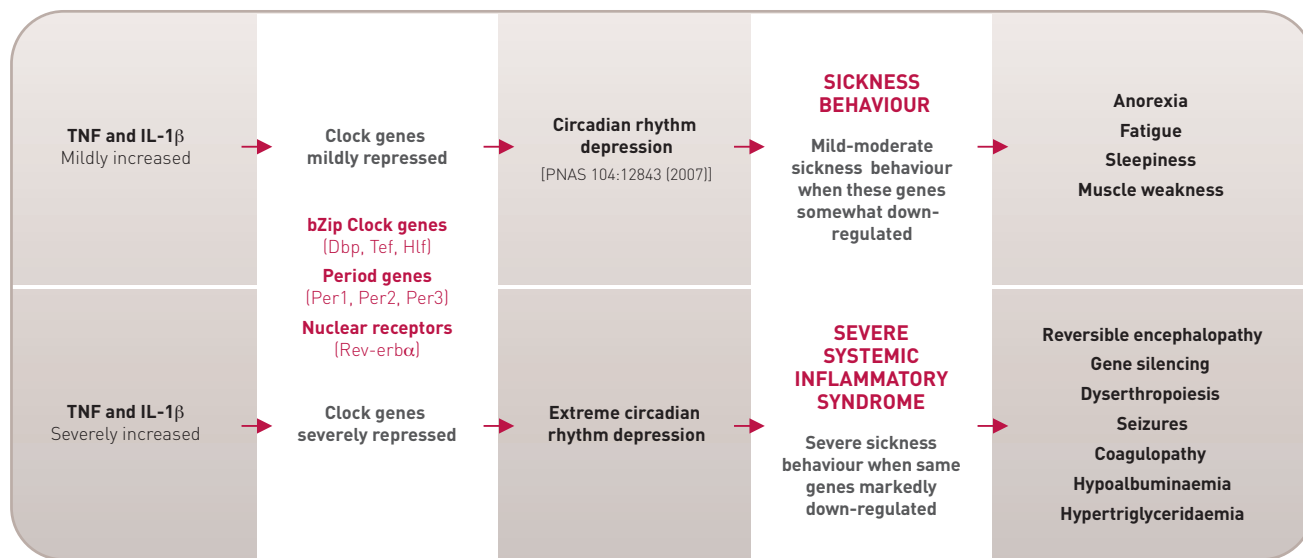 TNF and IL-1β
Mildly increased
Clock genes
mildly repressed
Circadian rhythm
depression
[PNAS 104:12843 (2007)]
SICKNESS
BEHAVIOUR
Mild-moderate
sickness behaviour
when these genes
somewhat down-
regulated
Anorexia
Fatigue
Sleepiness
Muscle weakness
bZip Clock genes
(Dbp, Tef, Hlf)
Period genes
(Per1, Per2, Per3)
Nuclear receptors
(Rev-erbα)
TNF and IL-1β
Severely increased
Clock genes
severely repressed
Extreme circadian
rhythm depression
SEVERE
SYSTEMIC
INFLAMMATORY
SYNDROME
Severe sickness
behaviour when same
genes markedly
down-regulated
Reversible encephalopathy
Gene silencing
Dyserthropoiesis
Seizures
Coagulopathy
Hypoalbuminaemia
Hypertriglyceridaemia